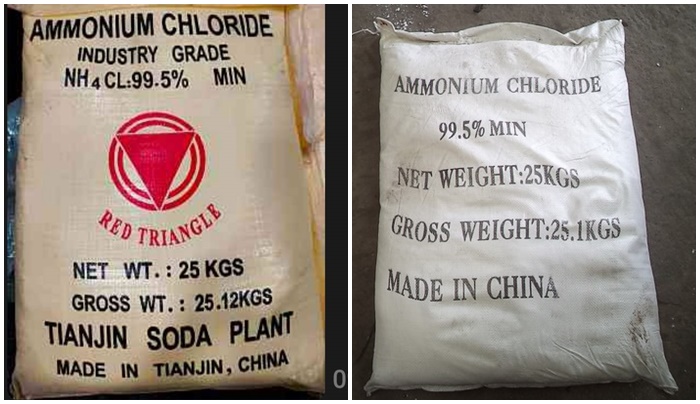 AMMONIUM CHLORIDE
INDUSTRY GRADE
NH4CL:99.5% MIN
RED TRIANGLE
NET WT.: 25 KGS
GROSS WT.: 25.12KGS
TIANJIN SODA PLANT
MADE IN TIANJIN, CHINA
0
AMMONIUM CHLORIDE
99.5% MIN
NET WEIGHT:25KGS
GROSS WEIGHT:25.1KGS
MADE IN CHINA